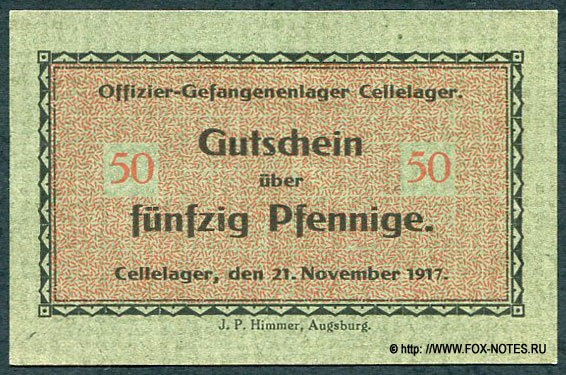 Offizier-Gefangenenlager Cellelager.
Gutschein
50 50
über
fünfzig Pfennige.
Cellelager, den 21. November 1917.
J. P. Himmer, Augsburg.
© http: //WWW.FOX-NOTES.RU